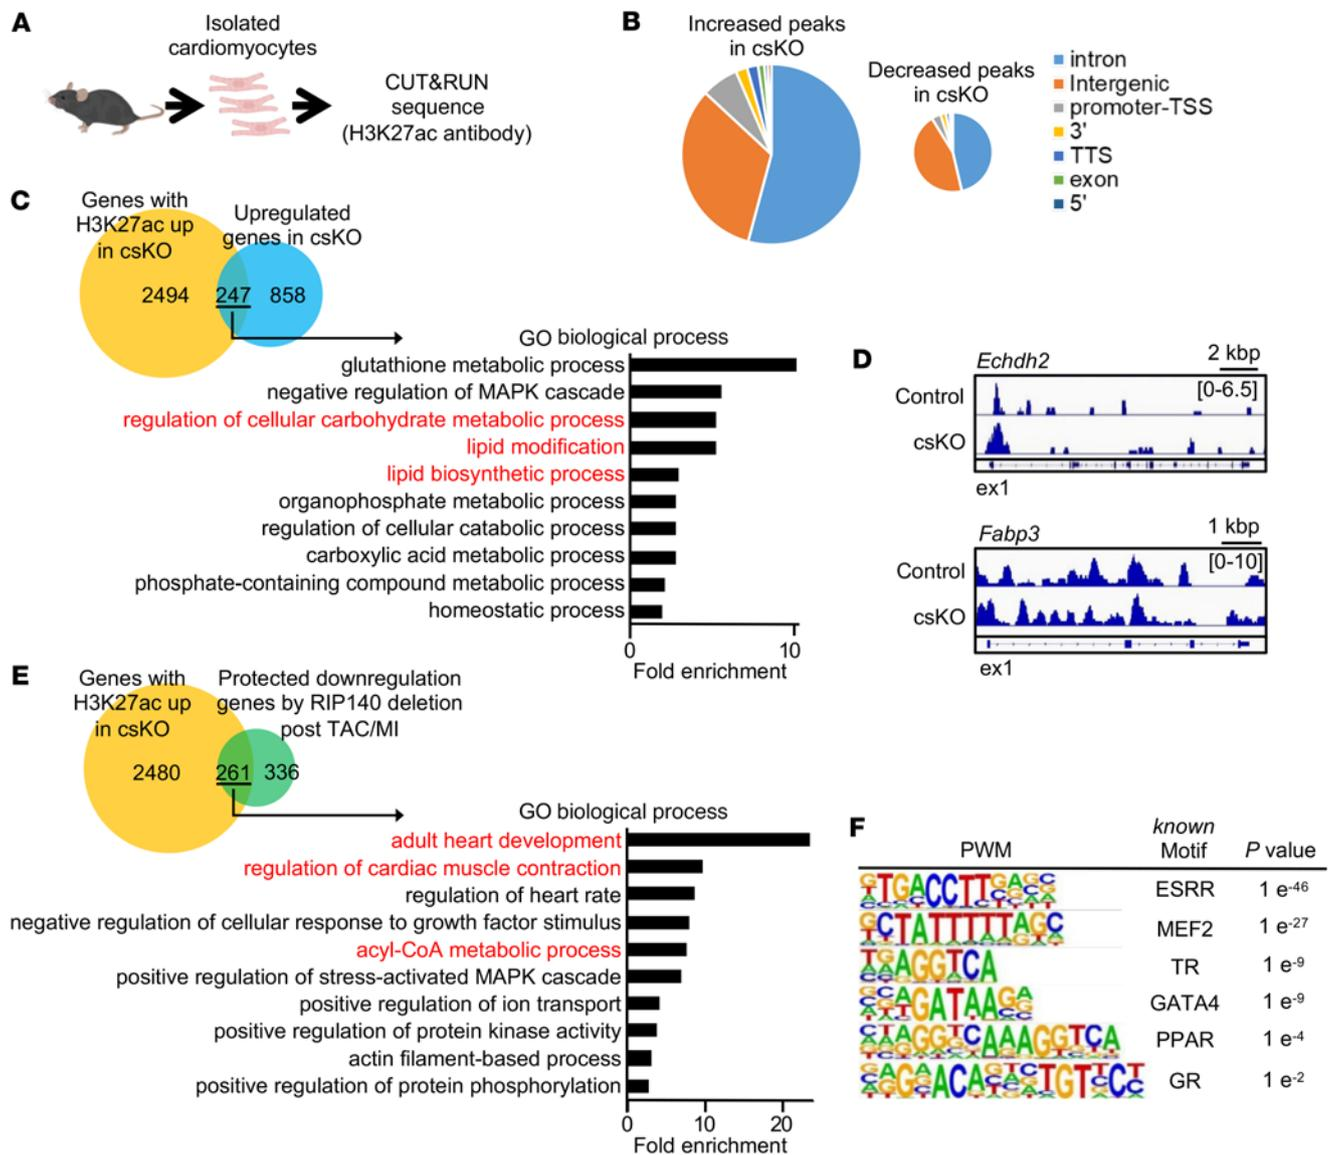 A
Isolated
cardiomyocytes
CUT&RUN
sequence
(H3K27ac antibody)
B
Increased peaks
in csKO
Decreased peaks
in csKO
intron
Intergenic
promoter-TSS
3'
TTS
exon
5'
C
Genes with
H3K27ac up
in csKO
Upregulated
genes in csKO
2494
247
858
GO biological process
glutathione metabolic process
negative regulation of MAPK cascade
regulation of cellular carbohydrate metabolic process
lipid modification
lipid biosynthetic process
organophosphate metabolic process
regulation of cellular catabolic process
carboxylic acid metabolic process
phosphate-containing compound metabolic process
homeostatic process
0
10
Fold enrichment
D
Echdh2
2 kbp
Control
[0-6.5]
csKO
ex1
Fabp3
1 kbp
Control
[0-10]
csKO
ex1
E
Genes with
H3K27ac up
in csKO
Protected downregulation
genes by RIP140 deletion
post TAC/MI
2480
261
336
GO biological process
adult heart development
regulation of cardiac muscle contraction
regulation of heart rate
negative regulation of cellular response to growth factor stimulus
acyl-CoA metabolic process
positive regulation of stress-activated MAPK cascade
positive regulation of ion transport
positive regulation of protein kinase activity
actin filament-based process
positive regulation of protein phosphorylation
0
10
20
Fold enrichment
F
PWM
known
Motif
P value
ESRR
1 e-46
MEF2
1 e-27
TR
1 e-9
GATA4
1 e-9
PPAR
1 e-4
GR
1 e-2